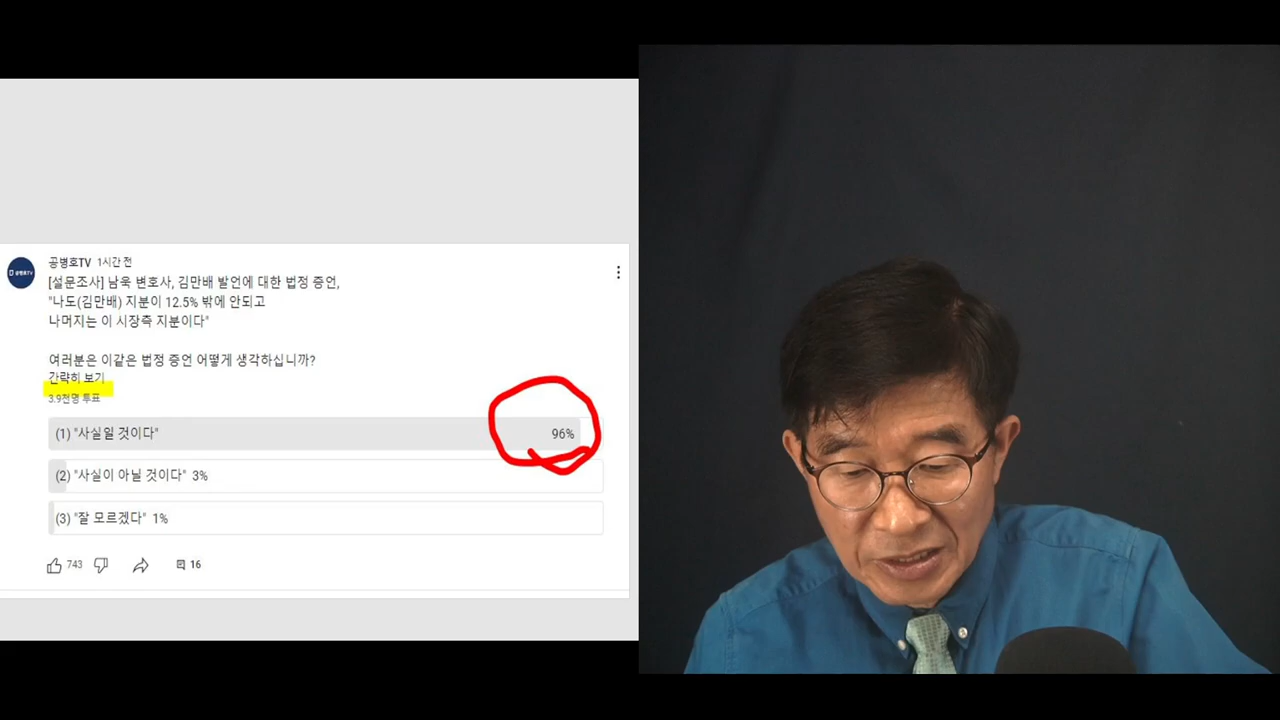 공병호TV 1시간 전
[설문조사] 남욱 변호사, 김만배 발언에 대한 법정 증언,
"나도(김만배) 지분이 12.5% 밖에 안되고
나머지는 이 시장측 지분이다"
여러분은 이같은 법정 증언 어떻게 생각하십니까?
간략히 보기
3.9천명 투표
(1) "사실일 것이다" 96%
(2) "사실이 아닐 것이다" 3%
(3) "잘 모르겠다" 1%
743 16
공병호TV